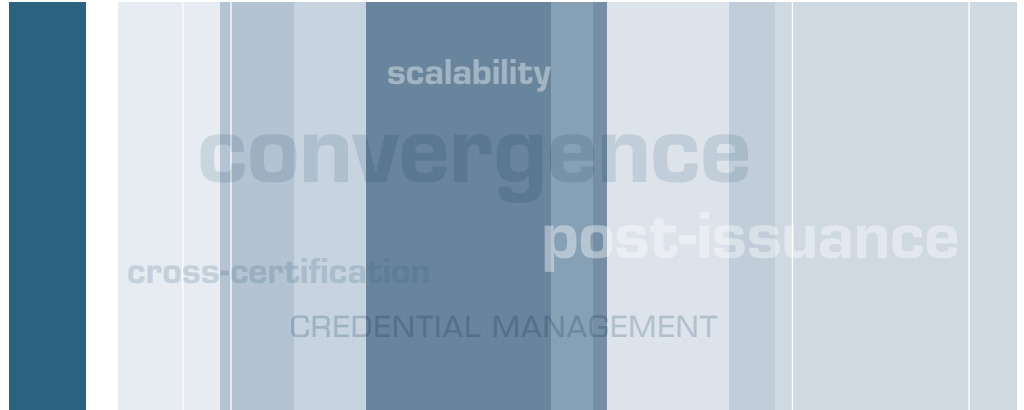 scalability
convergence
post-issuance
cross-certification
CREDENTIAL MANAGEMENT